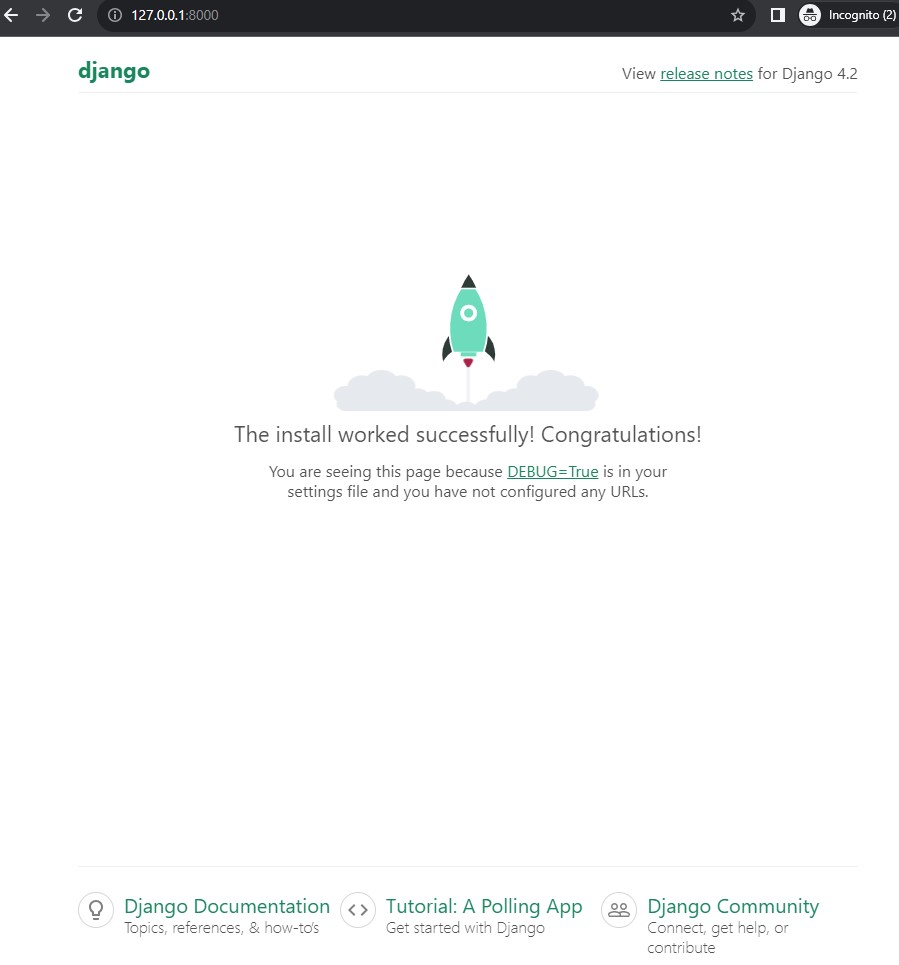 127.0.0.1:8000
Incognito (2)
django
View release notes for Django 4.2
The install worked successfully! Congratulations!
You are seeing this page because DEBUG=True is in your
settings file and you have not configured any URLs.
Django Documentation
Topics, references, & how-to's
Tutorial: A Polling App
Get started with Django
Django Community
Connect, get help, or
contribute